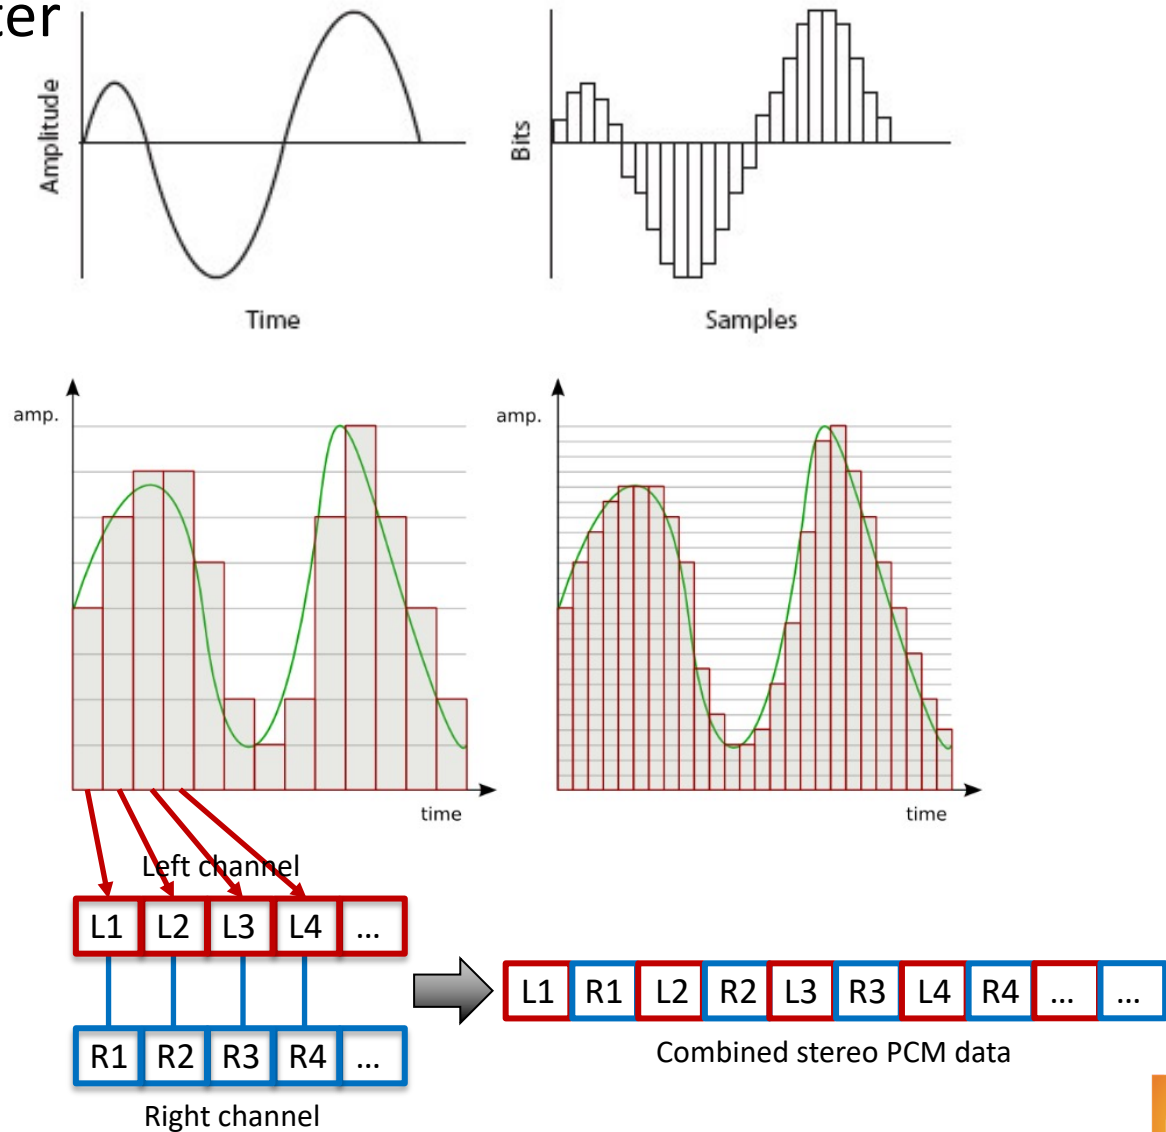 ter
Amplitude
Time
Bits
Samples
amp.
time
amp.
time
Left channel
L1 L2 L3 L4 ...
R1 R2 R3 R4 ...
Right channel
L1 R1 L2 R2 L3 R3 L4 R4 ... ...
Combined stereo PCM data